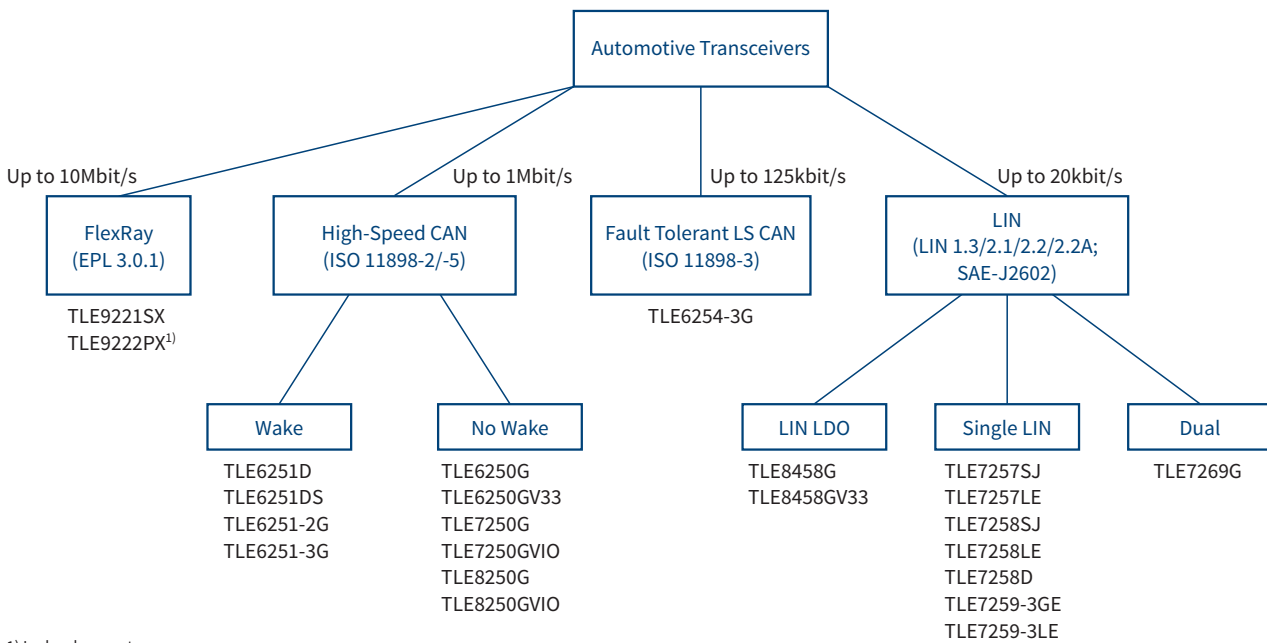 Automotive Transceivers
Up to 10Mbit/s
Up to 1Mbit/s
Up to 125kbit/s
Up to 20kbit/s
FlexRay
(EPL 3.0.1)
High-Speed CAN
(ISO 11898-2/-5)
Fault Tolerant LS CAN
(ISO 11898-3)
LIN
(LIN 1.3/2.1/2.2/2.2A;
SAE-J2602)
TLE9221SX
TLE9222PX¹⁾
TLE6254-3G
Wake
TLE6251D
TLE6251DS
TLE6251-2G
TLE6251-3G
No Wake
TLE6250G
TLE6250GV33
TLE7250G
TLE7250GVIO
TLE8250G
TLE8250GVIO
LIN LDO
TLE8458G
TLE8458GV33
Single LIN
TLE7257SJ
TLE7257LE
TLE7258SJ
TLE7258LE
TLE7258D
TLE7259-3GE
TLE7259-3LE
Dual
TLE7269G